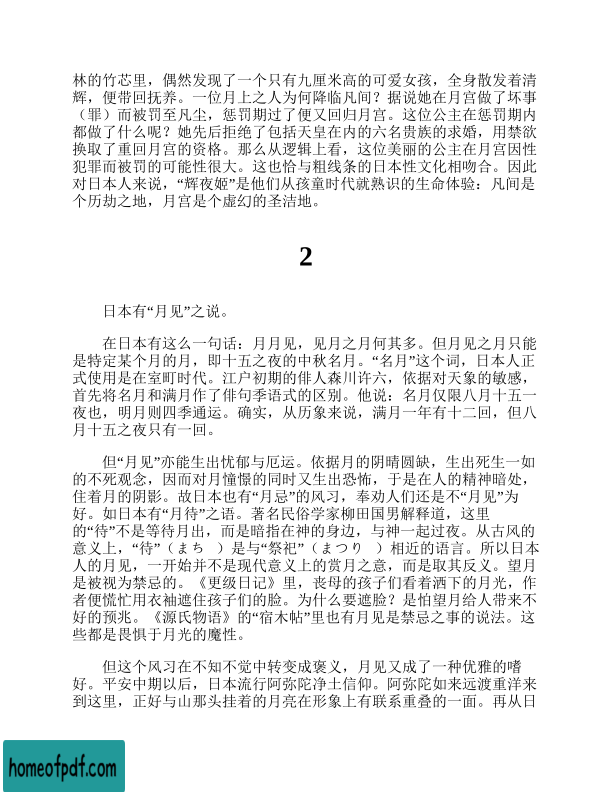 林的竹芯里，偶然发现了一个只有九厘米高的可爱女孩，全身散发着清
辉，便带回抚养。一位月上之人为何降临凡间？据说她在月宫做了坏事
（罪）而被罚至凡尘，惩罚期过了便又回归月宫。这位公主在惩罚期内
都做了什么呢？她先后拒绝了包括天皇在内的六名贵族的求婚，用禁欲
换取了重回月宫的资格。那么从逻辑上看，这位美丽的公主在月宫因性
犯罪而被罚的可能性很大。这也恰与粗线条的日本性文化相吻合。因此
对日本人来说，“辉夜姬”是他们从孩童时代就熟识的生命体验：凡间是
个历劫之地，月宫是个虚幻的圣洁地。
2
日本有“月见”之说。
在日本有这么一句话：月月见，见月之月何其多。但月见之月只能
是特定某个月的月，即十五之夜的中秋名月。“名月”这个词，日本人正
式使用是在室町时代。江户初期的俳人森川许六，依据对天象的敏感，
首先将名月和满月作了俳句季语式的区别。他说：名月仅限八月十五一
夜也，明月则四季通运。确实，从历象来说，满月一年有十二回，但八
月十五之夜只有一回。
但“月见”亦能生出忧郁与厄运。依据月的阴晴圆缺，生出死生一如
的不死观念，因而对月憧憬的同时又生出恐怖，于是在人的精神暗处，
住着月的阴影。故日本也有“月忌”的风习，奉劝人们还是不“月见”为
好。如日本有“月待”之语。著名民俗学家柳田国男解释道，这里
的“待”不是等待月出，而是暗指在神的身边，与神一起过夜。从古风的
意义上，“待”（まち ）是与“祭祀”（まつり ）相近的语言。所以日本
人的月见，一开始并不是现代意义上的赏月之意，而是取其反义。望月
是被视为禁忌的。《更级日记》里，丧母的孩子们看着洒下的月光，作
者便慌忙用衣袖遮住孩子们的脸。为什么要遮脸？是怕望月给人带来不
好的预兆。《源氏物语》的“宿木帖”里也有月见是禁忌之事的说法。这
些都是畏惧于月光的魔性。
但这个风习在不知不觉中转变成褒义，月见又成了一种优雅的嗜
好。平安中期以后，日本流行阿弥陀净土信仰。阿弥陀如来远渡重洋来
到这里，正好与山那头挂着的月亮在形象上有联系重叠的一面。再从日
homeofpdf.com